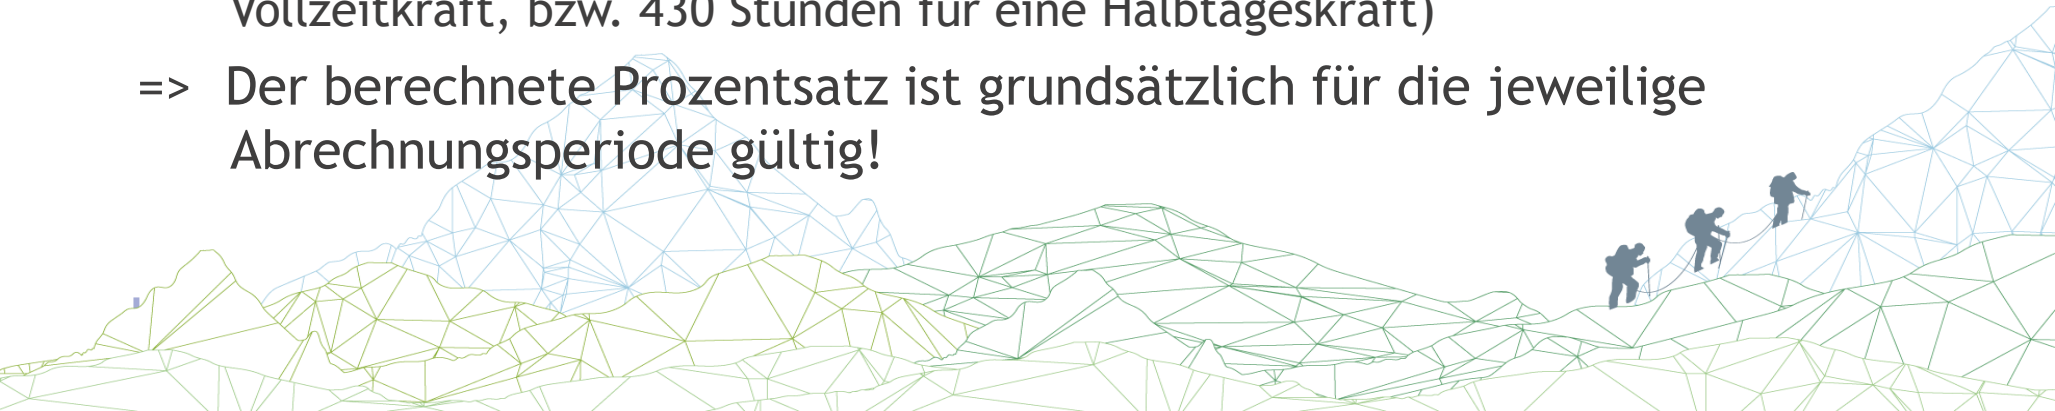 Vollzeitkraft, bzw. 430 Stunden für eine Halbtageskraft)
=> Der berechnete Prozentsatz ist grundsätzlich für die jeweilige
Abrechnungsperiode gültig!